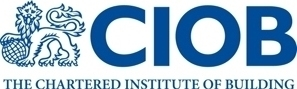 CIOB
THE CHARTERED INSTITUTE OF BUILDING